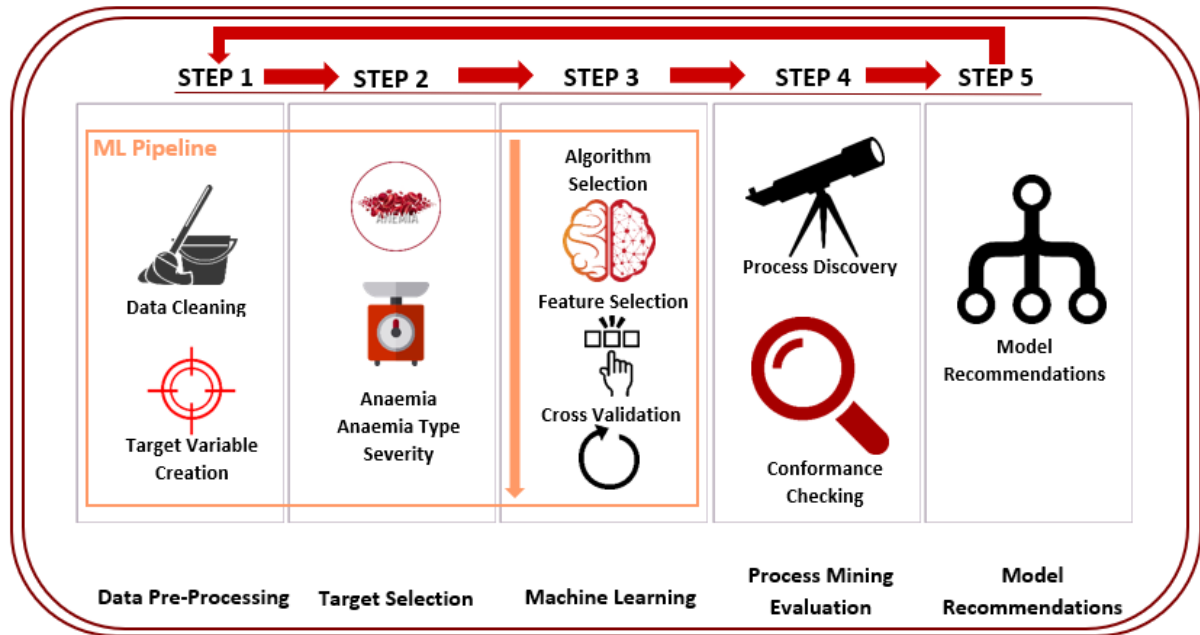 STEP 1
STEP 2
STEP 3
STEP 4
STEP 5
ML Pipeline
Data Cleaning
Target Variable
Creation
ANEMIA
Anaemia
Anaemia Type
Severity
Algorithm
Selection
Feature Selection
Cross Validation
Process Discovery
Conformance
Checking
Model
Recommendations
Data Pre-Processing
Target Selection
Machine Learning
Process Mining
Evaluation
Model
Recommendations